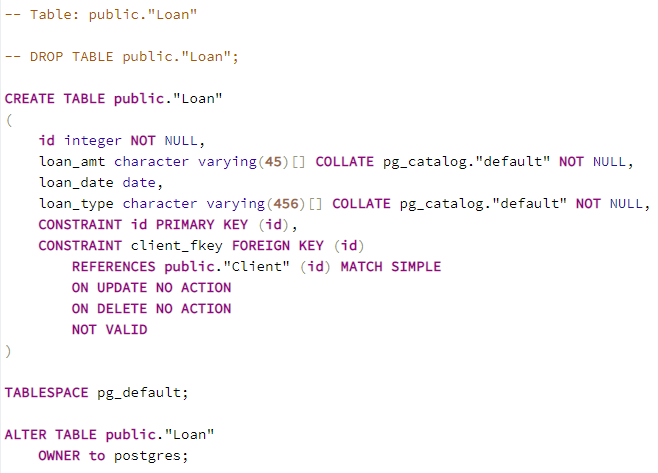 -- Table: public."Loan"
-- DROP TABLE public."Loan";
CREATE TABLE public."Loan"
(
    id integer NOT NULL,
    loan_amt character varying(45)[] COLLATE pg_catalog."default" NOT NULL,
    loan_date date,
    loan_type character varying(456)[] COLLATE pg_catalog."default" NOT NULL,
    CONSTRAINT id PRIMARY KEY (id),
    CONSTRAINT client_fkey FOREIGN KEY (id)
        REFERENCES public."Client" (id) MATCH SIMPLE
        ON UPDATE NO ACTION
        ON DELETE NO ACTION
        NOT VALID
)
TABLESPACE pg_default;
ALTER TABLE public."Loan"
    OWNER to postgres;